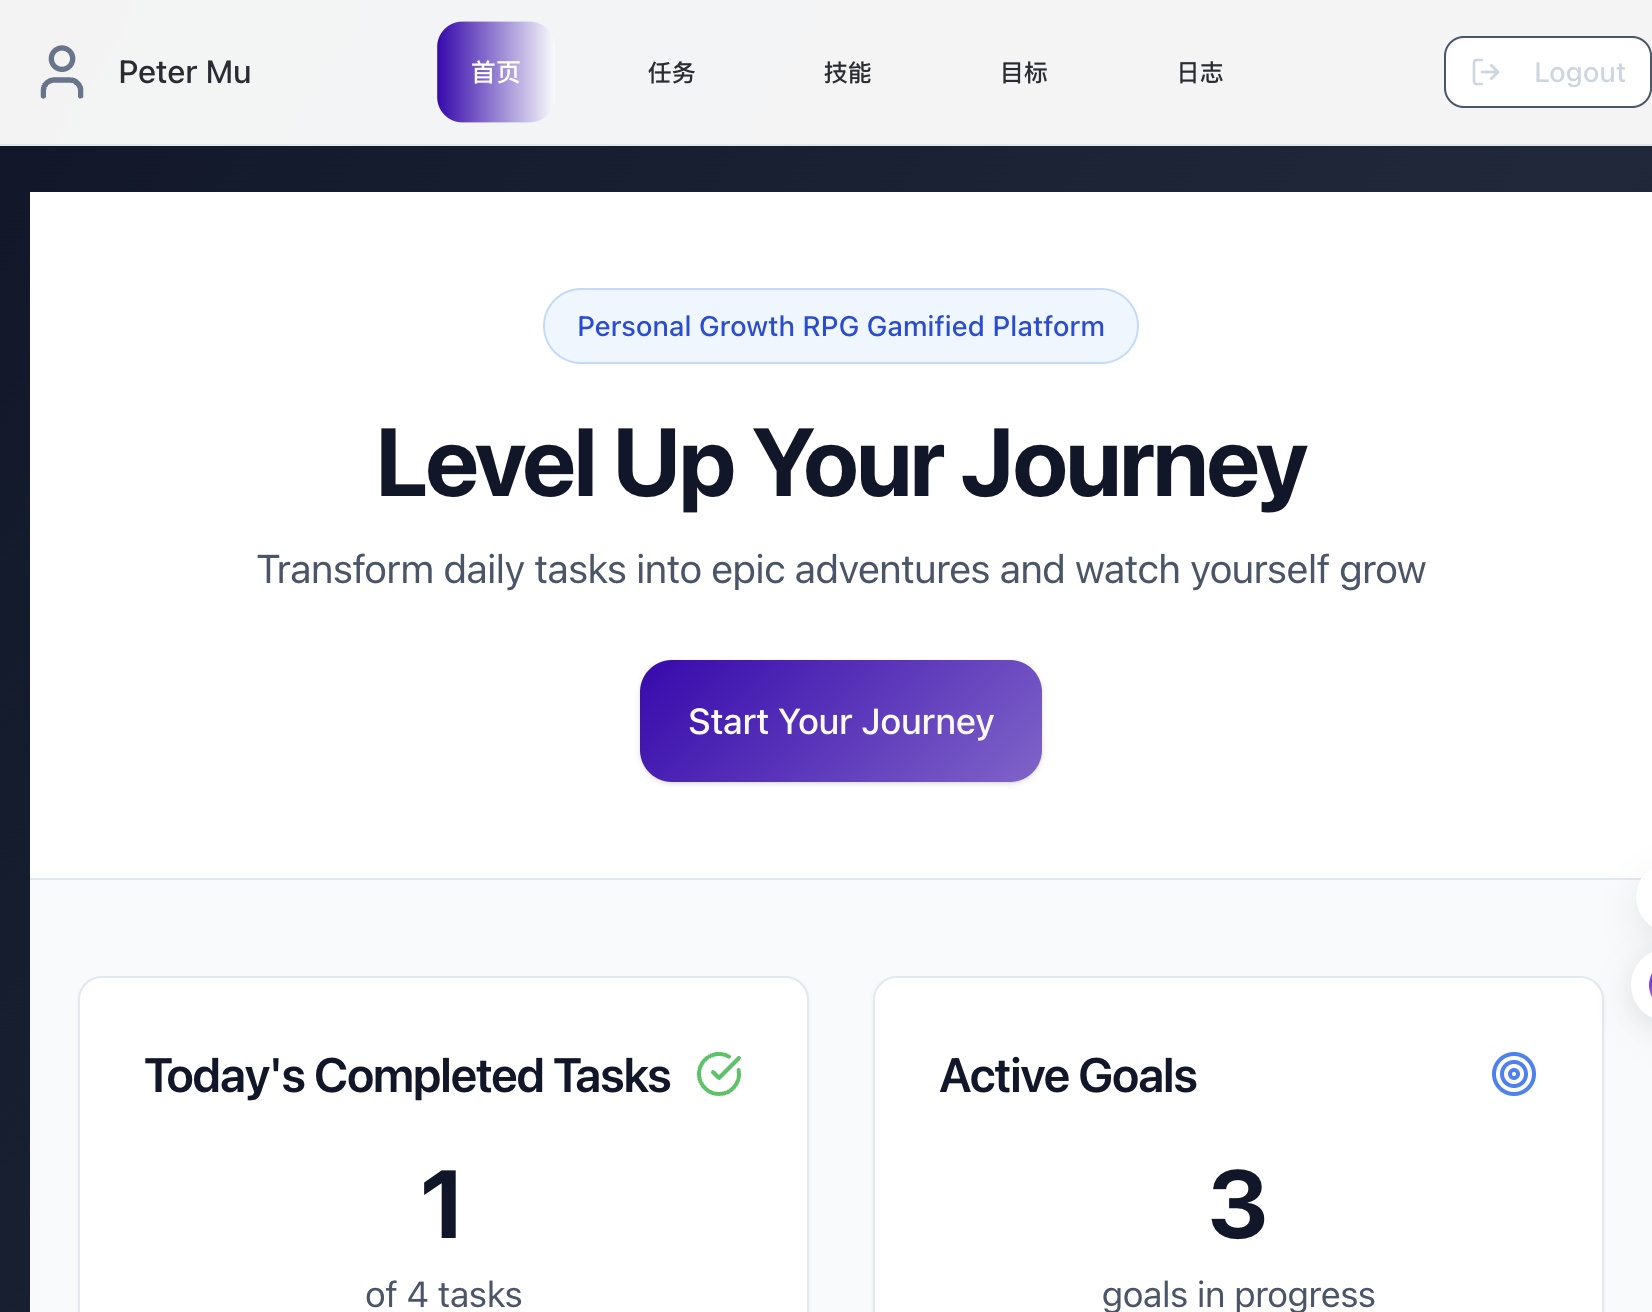 Peter Mu
首页
任务
技能
目标
日志
Logout
Personal Growth RPG Gamified Platform
Level Up Your Journey
Transform daily tasks into epic adventures and watch yourself grow
Start Your Journey
Today's Completed Tasks
1
of 4 tasks
Active Goals
3
goals in progress